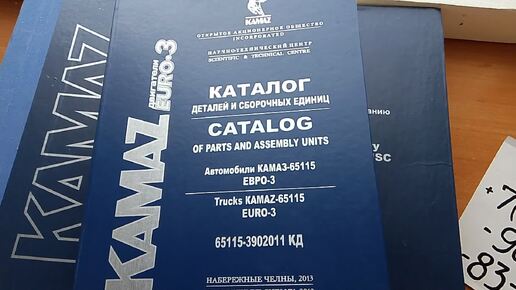 KAMAZ
ОТКРЫТОЕ АКЦИОНЕРНОЕ ОБЩЕСТВО
INCORPORATED
НАУЧНО-ТЕХНИЧЕСКИЙ ЦЕНТР
SCIENTIFIC & TECHNICAL CENTRE
КАТАЛОГ
ДЕТАЛЕЙ И СБОРОЧНЫХ ЕДИНИЦ
CATALOG
OF PARTS AND ASSEMBLY UNITS
Автомобили КАМАЗ-65115
ЕВРО-3
Trucks KAMAZ-65115
EURO-3
65115-3902011 КД
НАБЕРЕЖНЫЕ ЧЕЛНЫ, 2013
KAMAZ
двигатели
EURO-3
KAMAZ